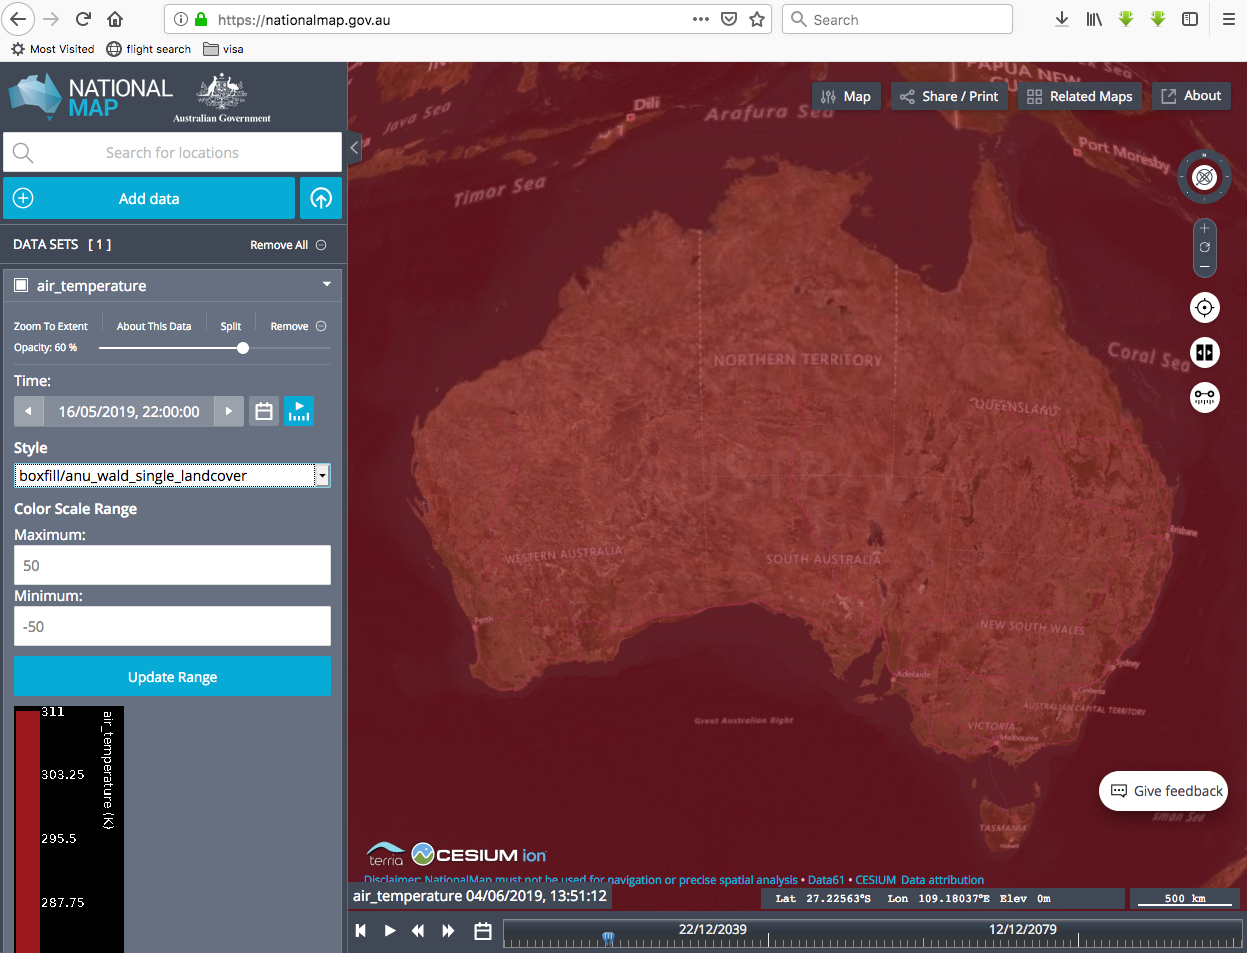 https://nationalmap.gov.au
Search
Most Visited
flight search
visa
NATIONAL
MAP
Australian Government
Search for locations
Add data
DATA SETS [ 1 ]
Remove All
air_temperature
Zoom To Extent
About This Data
Split
Remove
Opacity: 60 %
Time:
16/05/2019, 22:00:00
Style
boxfill/anu_wald_single_landcover
Color Scale Range
Maximum:
50
Minimum:
-50
Update Range
311
303.25
295.5
287.75
air_temperature (K)
Map
Share / Print
Related Maps
About
PAPUA NEW
Java Sea
Dili
Arafura Sea
Port Moresby
Timor Sea
Coral Sea
NORTHERN TERRITORY
QUEENSLAND
Brisbane
WESTERN AUSTRALIA
SOUTH AUSTRALIA
Perth
NEW SOUTH WALES
Sydney
Adelaide
Canberra
AUSTRALIAN CAPITAL TERRITORY
Great Australian Bight
VICTORIA
Melbourne
Give feedback
sman Sea
TASMANIA
Hobart
terria
CESIUM ion
Disclaimer: NationalMap must not be used for navigation or precise spatial analysis • Data61 • CESIUM Data attribution
air_temperature 04/06/2019, 13:51:12
Lat 27.22563°S Lon 109.18037°E Elev 0m
500 km
22/12/2039
12/12/2079